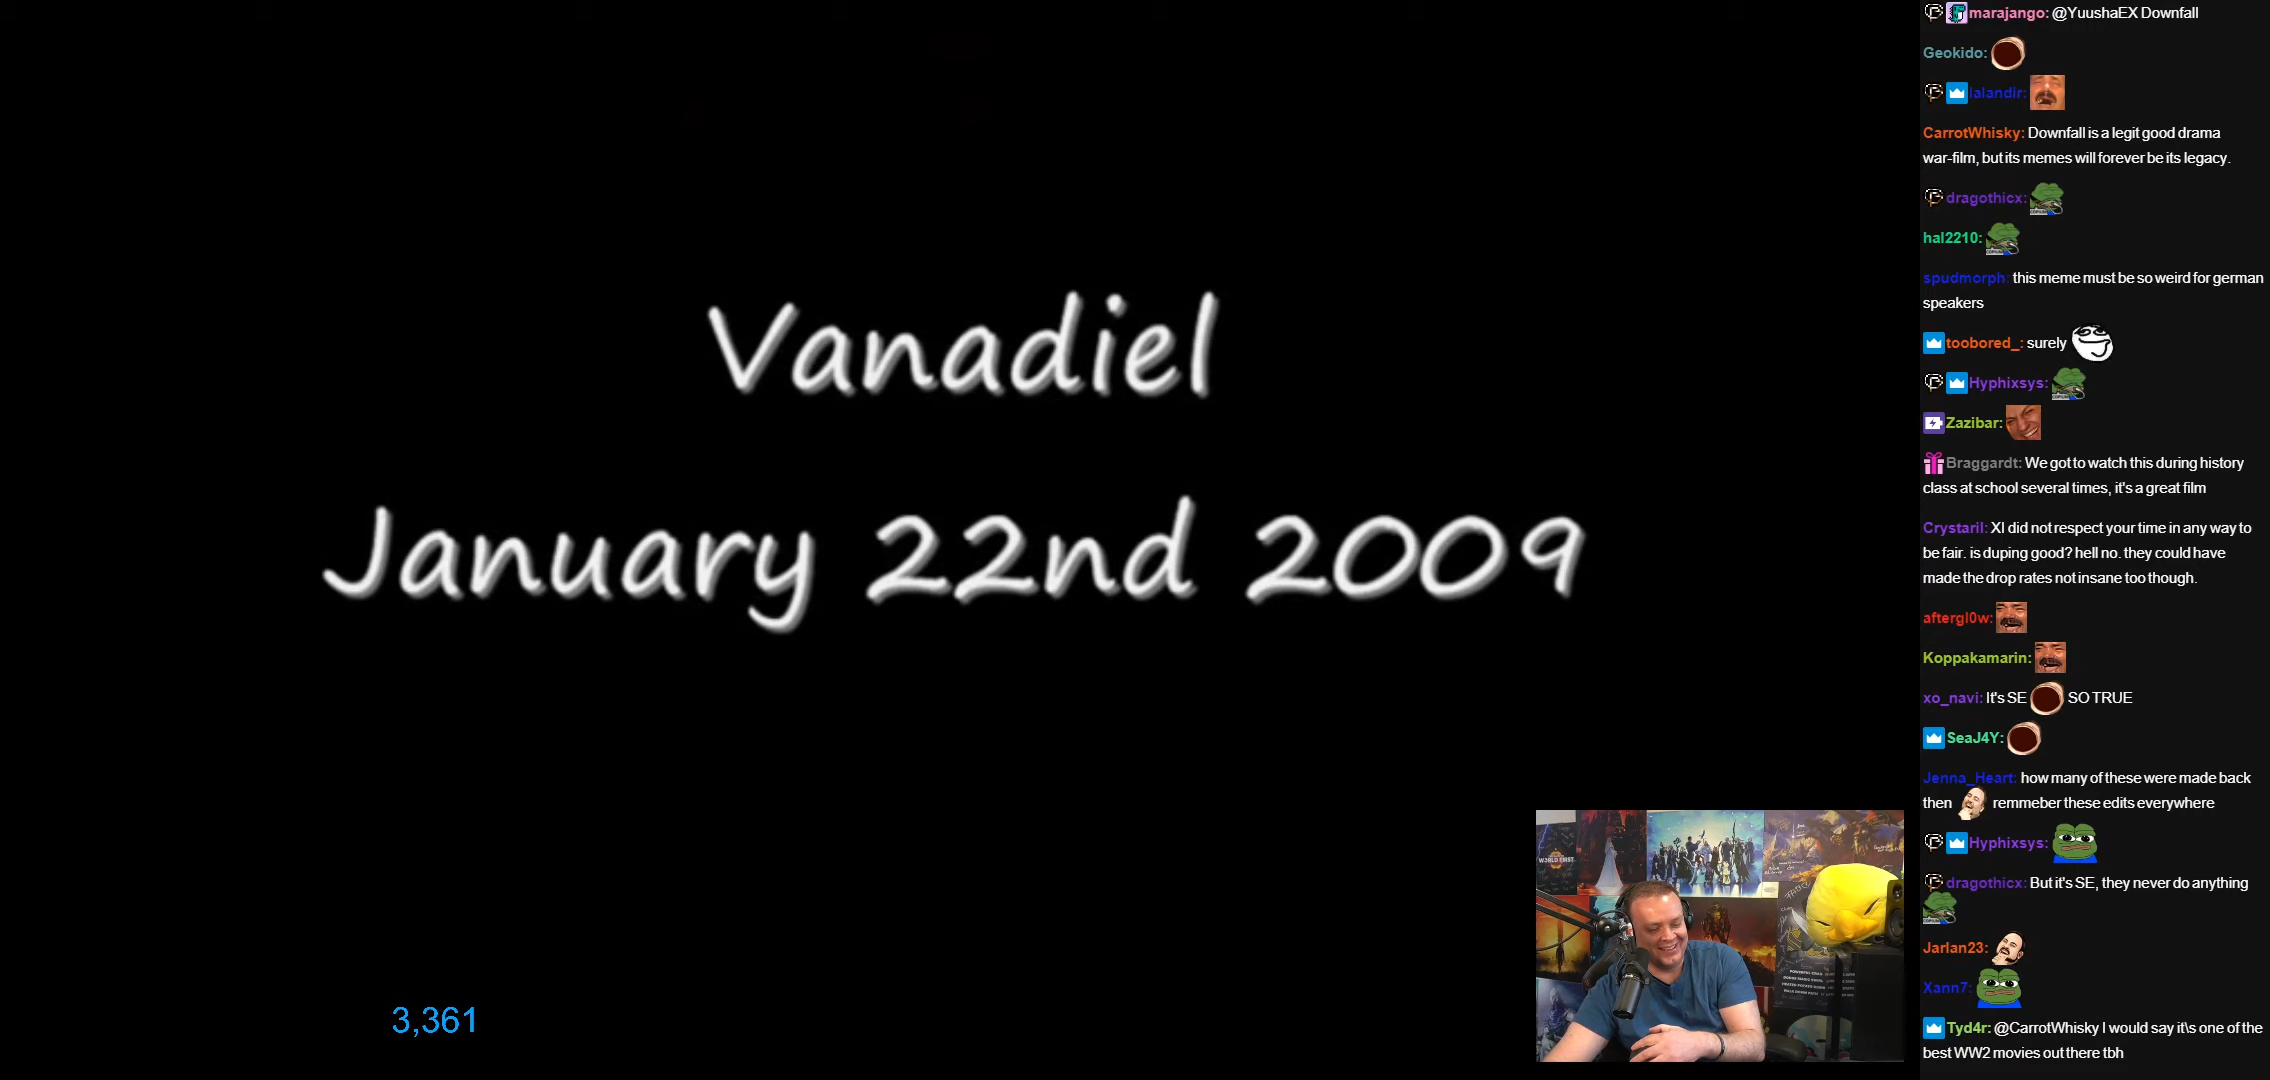 Vanadiel
January 22nd 2009
3,361
WORLD FIRST
marajango: @YuushaEX Downfall
Geokido:
lalandir:
CarrotWhisky: Downfall is a legit good drama
war-film, but its memes will forever be its legacy.
dragothicx:
hal2210:
spudmorph: this meme must be so weird for german
speakers
toobored_: surely
Hyphixsys:
Zazibar:
Braggardt: We got to watch this during history
class at school several times, it's a great film
Crystaril: XI did not respect your time in any way to
be fair. is duping good? hell no. they could have
made the drop rates not insane too though.
aftergl0w:
Koppakamarin:
xo_navi: It's SE SO TRUE
SeaJ4Y:
Jenna_Heart: how many of these were made back
then remmeber these edits everywhere
Hyphixsys:
dragothicx: But it's SE, they never do anything
Jarlan23:
Xann7:
Tyd4r: @CarrotWhisky I would say it\s one of the
best WW2 movies out there tbh